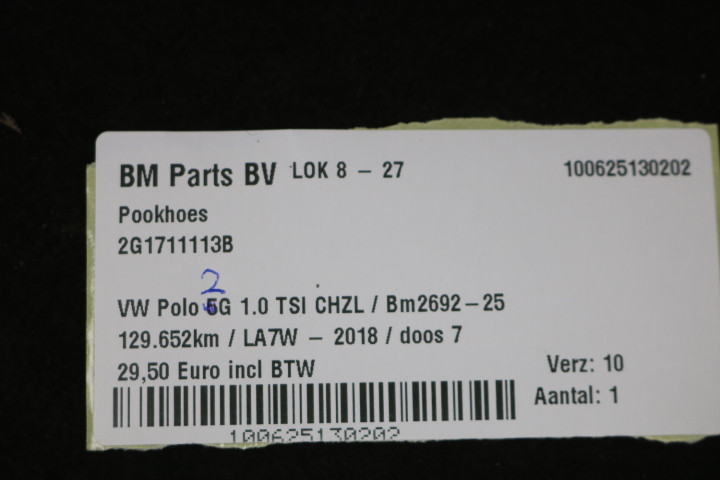 BM Parts BV LOK 8 - 27 100625130202
Pookhoes
2G1711113B
2
VW Polo 6G 1.0 TSI CHZL / Bm2692-25
129.652km / LA7W - 2018 / doos 7
29,50 Euro incl BTW Verz: 10
Aantal: 1
100625130202